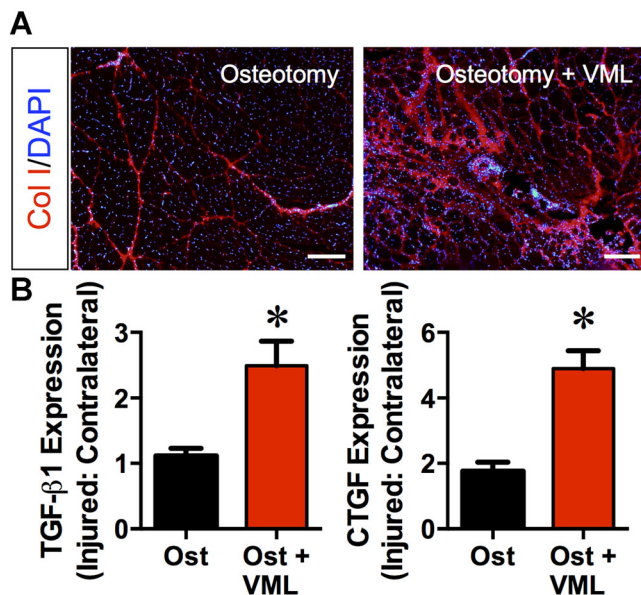 A
Col I/DAPI
Osteotomy
Osteotomy + VML
B
TGF-β1 Expression
(Injured: Contralateral)
3
2
1
0
*
Ost
Ost +
VML
CTGF Expression
(Injured: Contralateral)
6
4
2
0
*
Ost
Ost +
VML